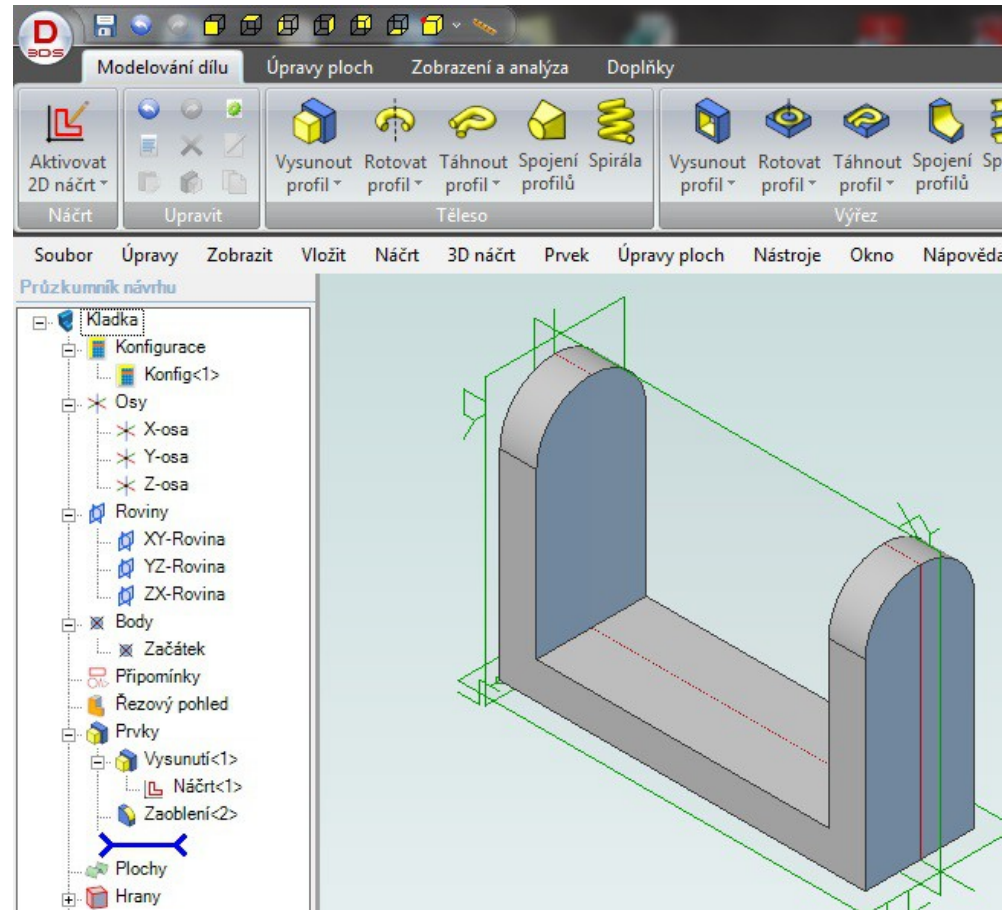 D
3DS
Modelování dílu Úpravy ploch Zobrazení a analýza Doplňky
Aktivovat 2D náčrt
Vysunout profil
Rotovat profil
Táhnout profil
Spojení profilů
Spirála
Vysunout profil
Rotovat profil
Táhnout profil
Spojení profilů
Sp
Náčrt Upravit Těleso Výřez
Soubor Úpravy Zobrazit Vložit Náčrt 3D náčrt Prvek Úpravy ploch Nástroje Okno Nápověda
Průzkumník návrhu
Kladka
Konfigurace
Konfig<1>
Osy
X-osa
Y-osa
Z-osa
Roviny
XY-Rovina
YZ-Rovina
ZX-Rovina
Body
Začátek
Připomínky
Řezový pohled
Prvky
Vysunutí<1>
Náčrt<1>
Zaoblení<2>
Plochy
Hrany